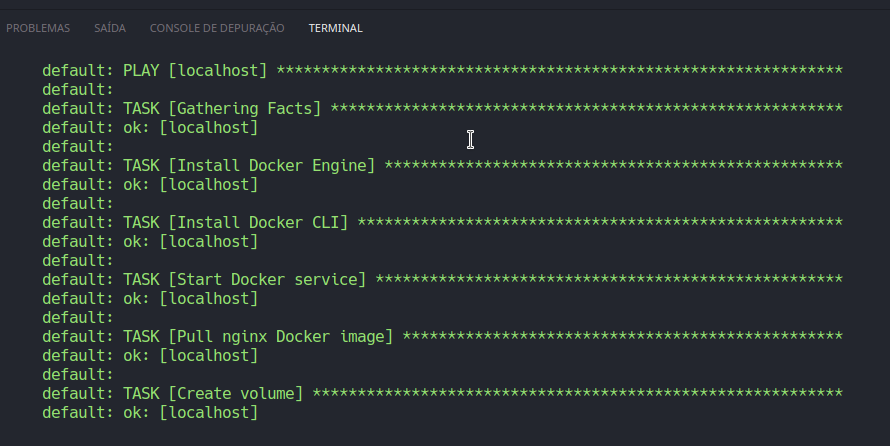 PROBLEMAS SAÍDA CONSOLE DE DEPURAÇÃO TERMINAL
default: PLAY [localhost] ***************************************************************
default:
default: TASK [Gathering Facts] *********************************************************
default: ok: [localhost]
default:
default: TASK [Install Docker Engine] ***************************************************
default: ok: [localhost]
default:
default: TASK [Install Docker CLI] ******************************************************
default: ok: [localhost]
default:
default: TASK [Start Docker service] ****************************************************
default: ok: [localhost]
default:
default: TASK [Pull nginx Docker image] *************************************************
default: ok: [localhost]
default:
default: TASK [Create volume] ***********************************************************
default: ok: [localhost]